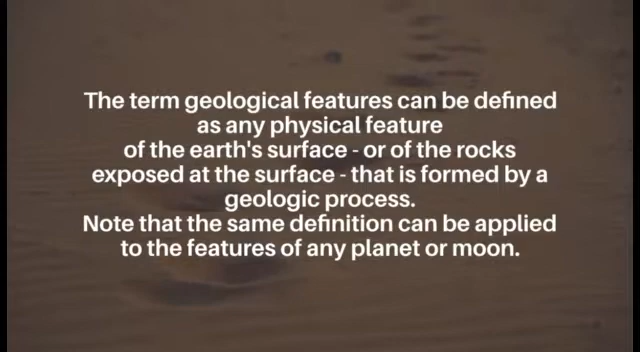 The term geological features can be defined
as any physical feature
of the earth's surface - or of the rocks
exposed at the surface - that is formed by a
geologic process.
Note that the same definition can be applied
to the features of any planet or moon.